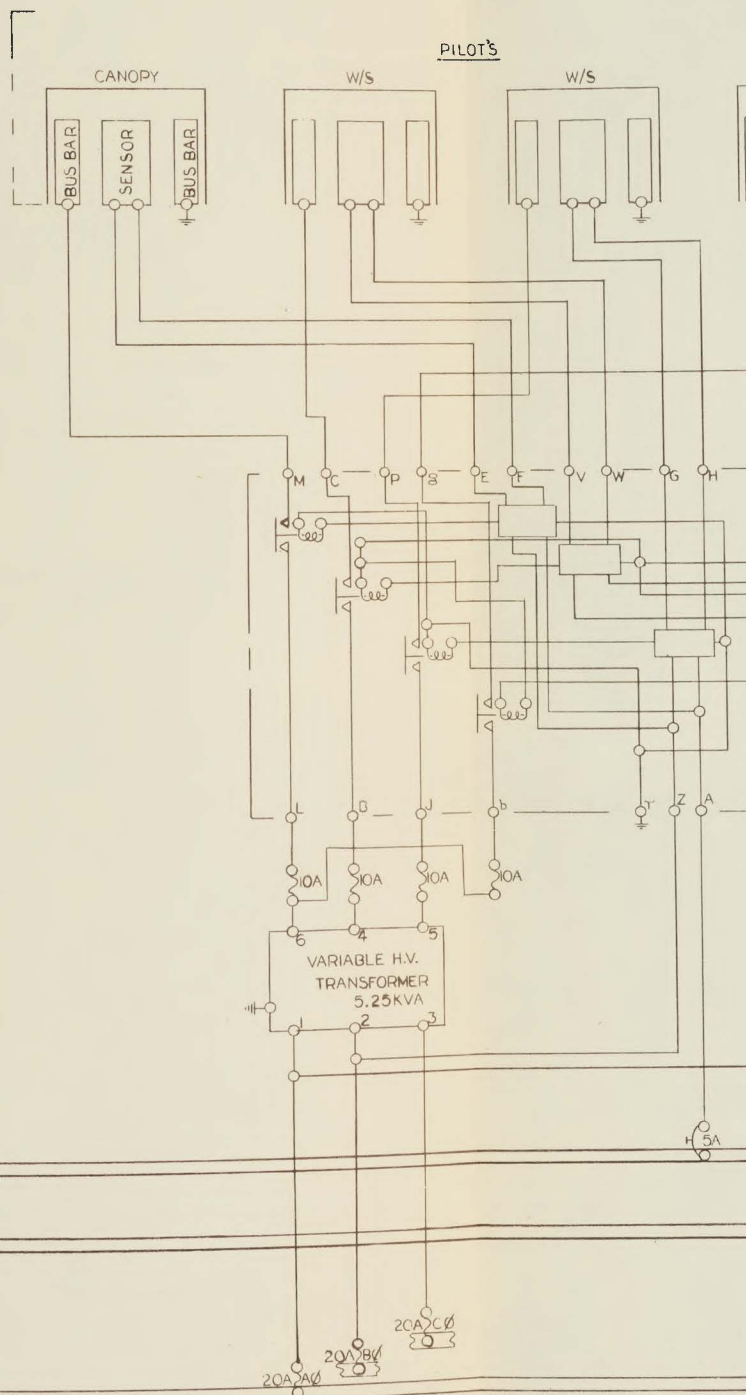 PILOT'S
CANOPY
W/S
W/S
BUS BAR
SENSOR
BUS BAR
M
C
P
g
E
F
V
W
G
H
L
B
J
b
T
Z
A
10A
10A
10A
10A
6
4
5
VARIABLE H.V.
TRANSFORMER
5.25KVA
1
2
3
5A
20A CØ
20A BØ
20A AØ